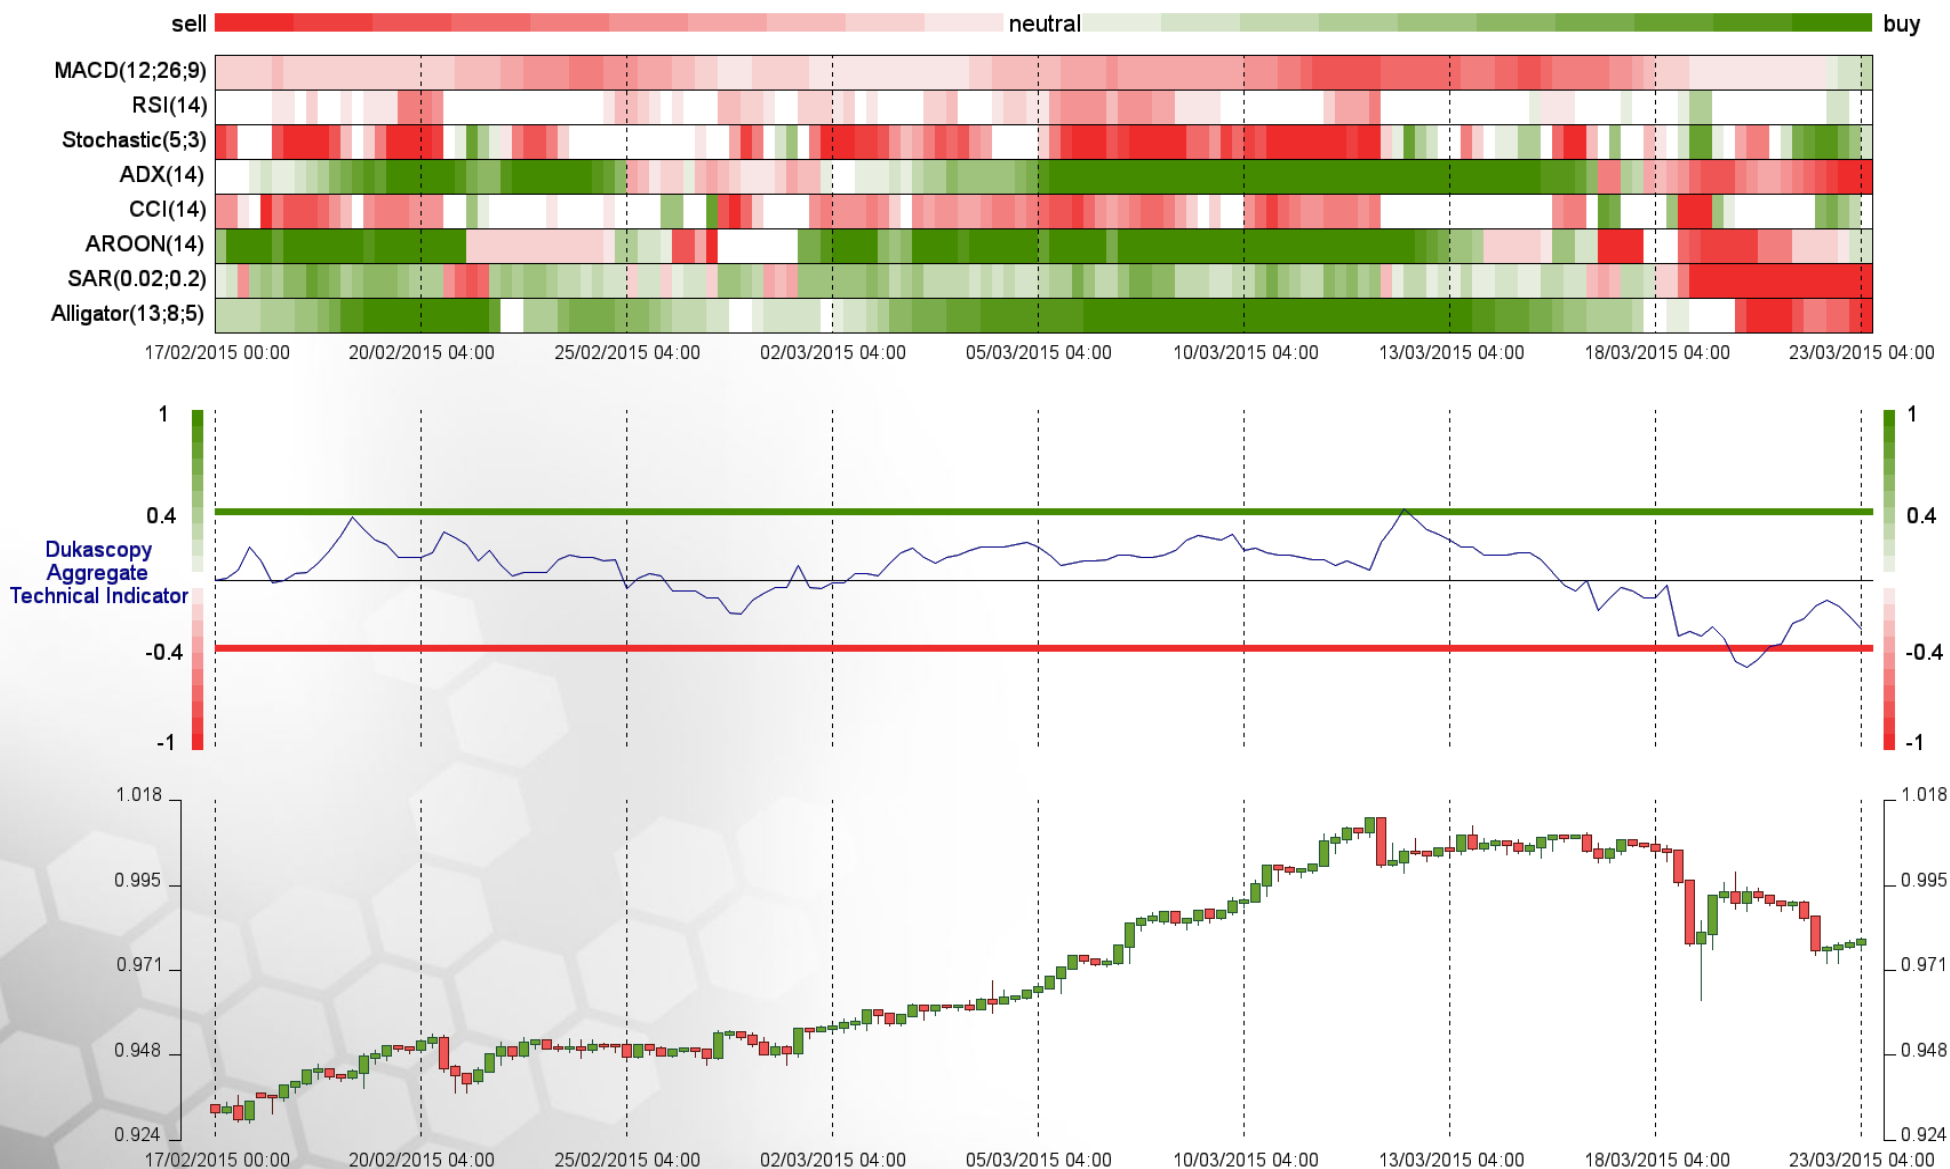 sell neutral buy
MACD(12;26;9)
RSI(14)
Stochastic(5;3)
ADX(14)
CCI(14)
AROON(14)
SAR(0.02;0.2)
Alligator(13;8;5)
17/02/2015 00:00 20/02/2015 04:00 25/02/2015 04:00 02/03/2015 04:00 05/03/2015 04:00 10/03/2015 04:00 13/03/2015 04:00 18/03/2015 04:00 23/03/2015 04:00
1 1
0.4 0.4
Dukascopy
Aggregate
Technical Indicator
-0.4 -0.4
-1 -1
1.018 1.018
0.995 0.995
0.971 0.971
0.948 0.948
0.924 0.924
17/02/2015 00:00 20/02/2015 04:00 25/02/2015 04:00 02/03/2015 04:00 05/03/2015 04:00 10/03/2015 04:00 13/03/2015 04:00 18/03/2015 04:00 23/03/2015 04:00